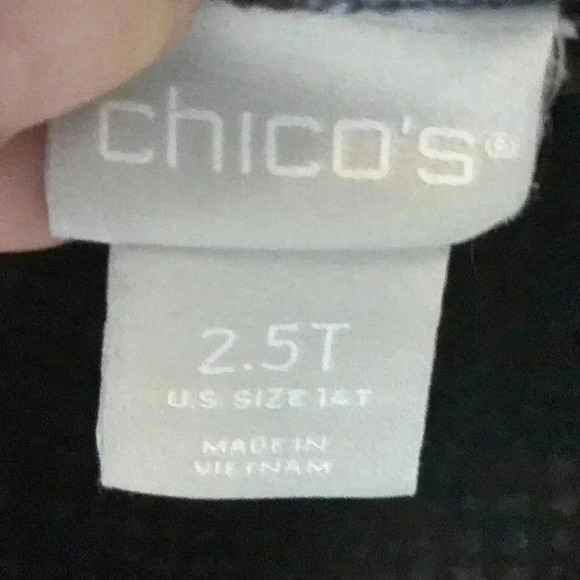 chico's®
2.5T
U.S. SIZE 14T
MADE IN
VIETNAM